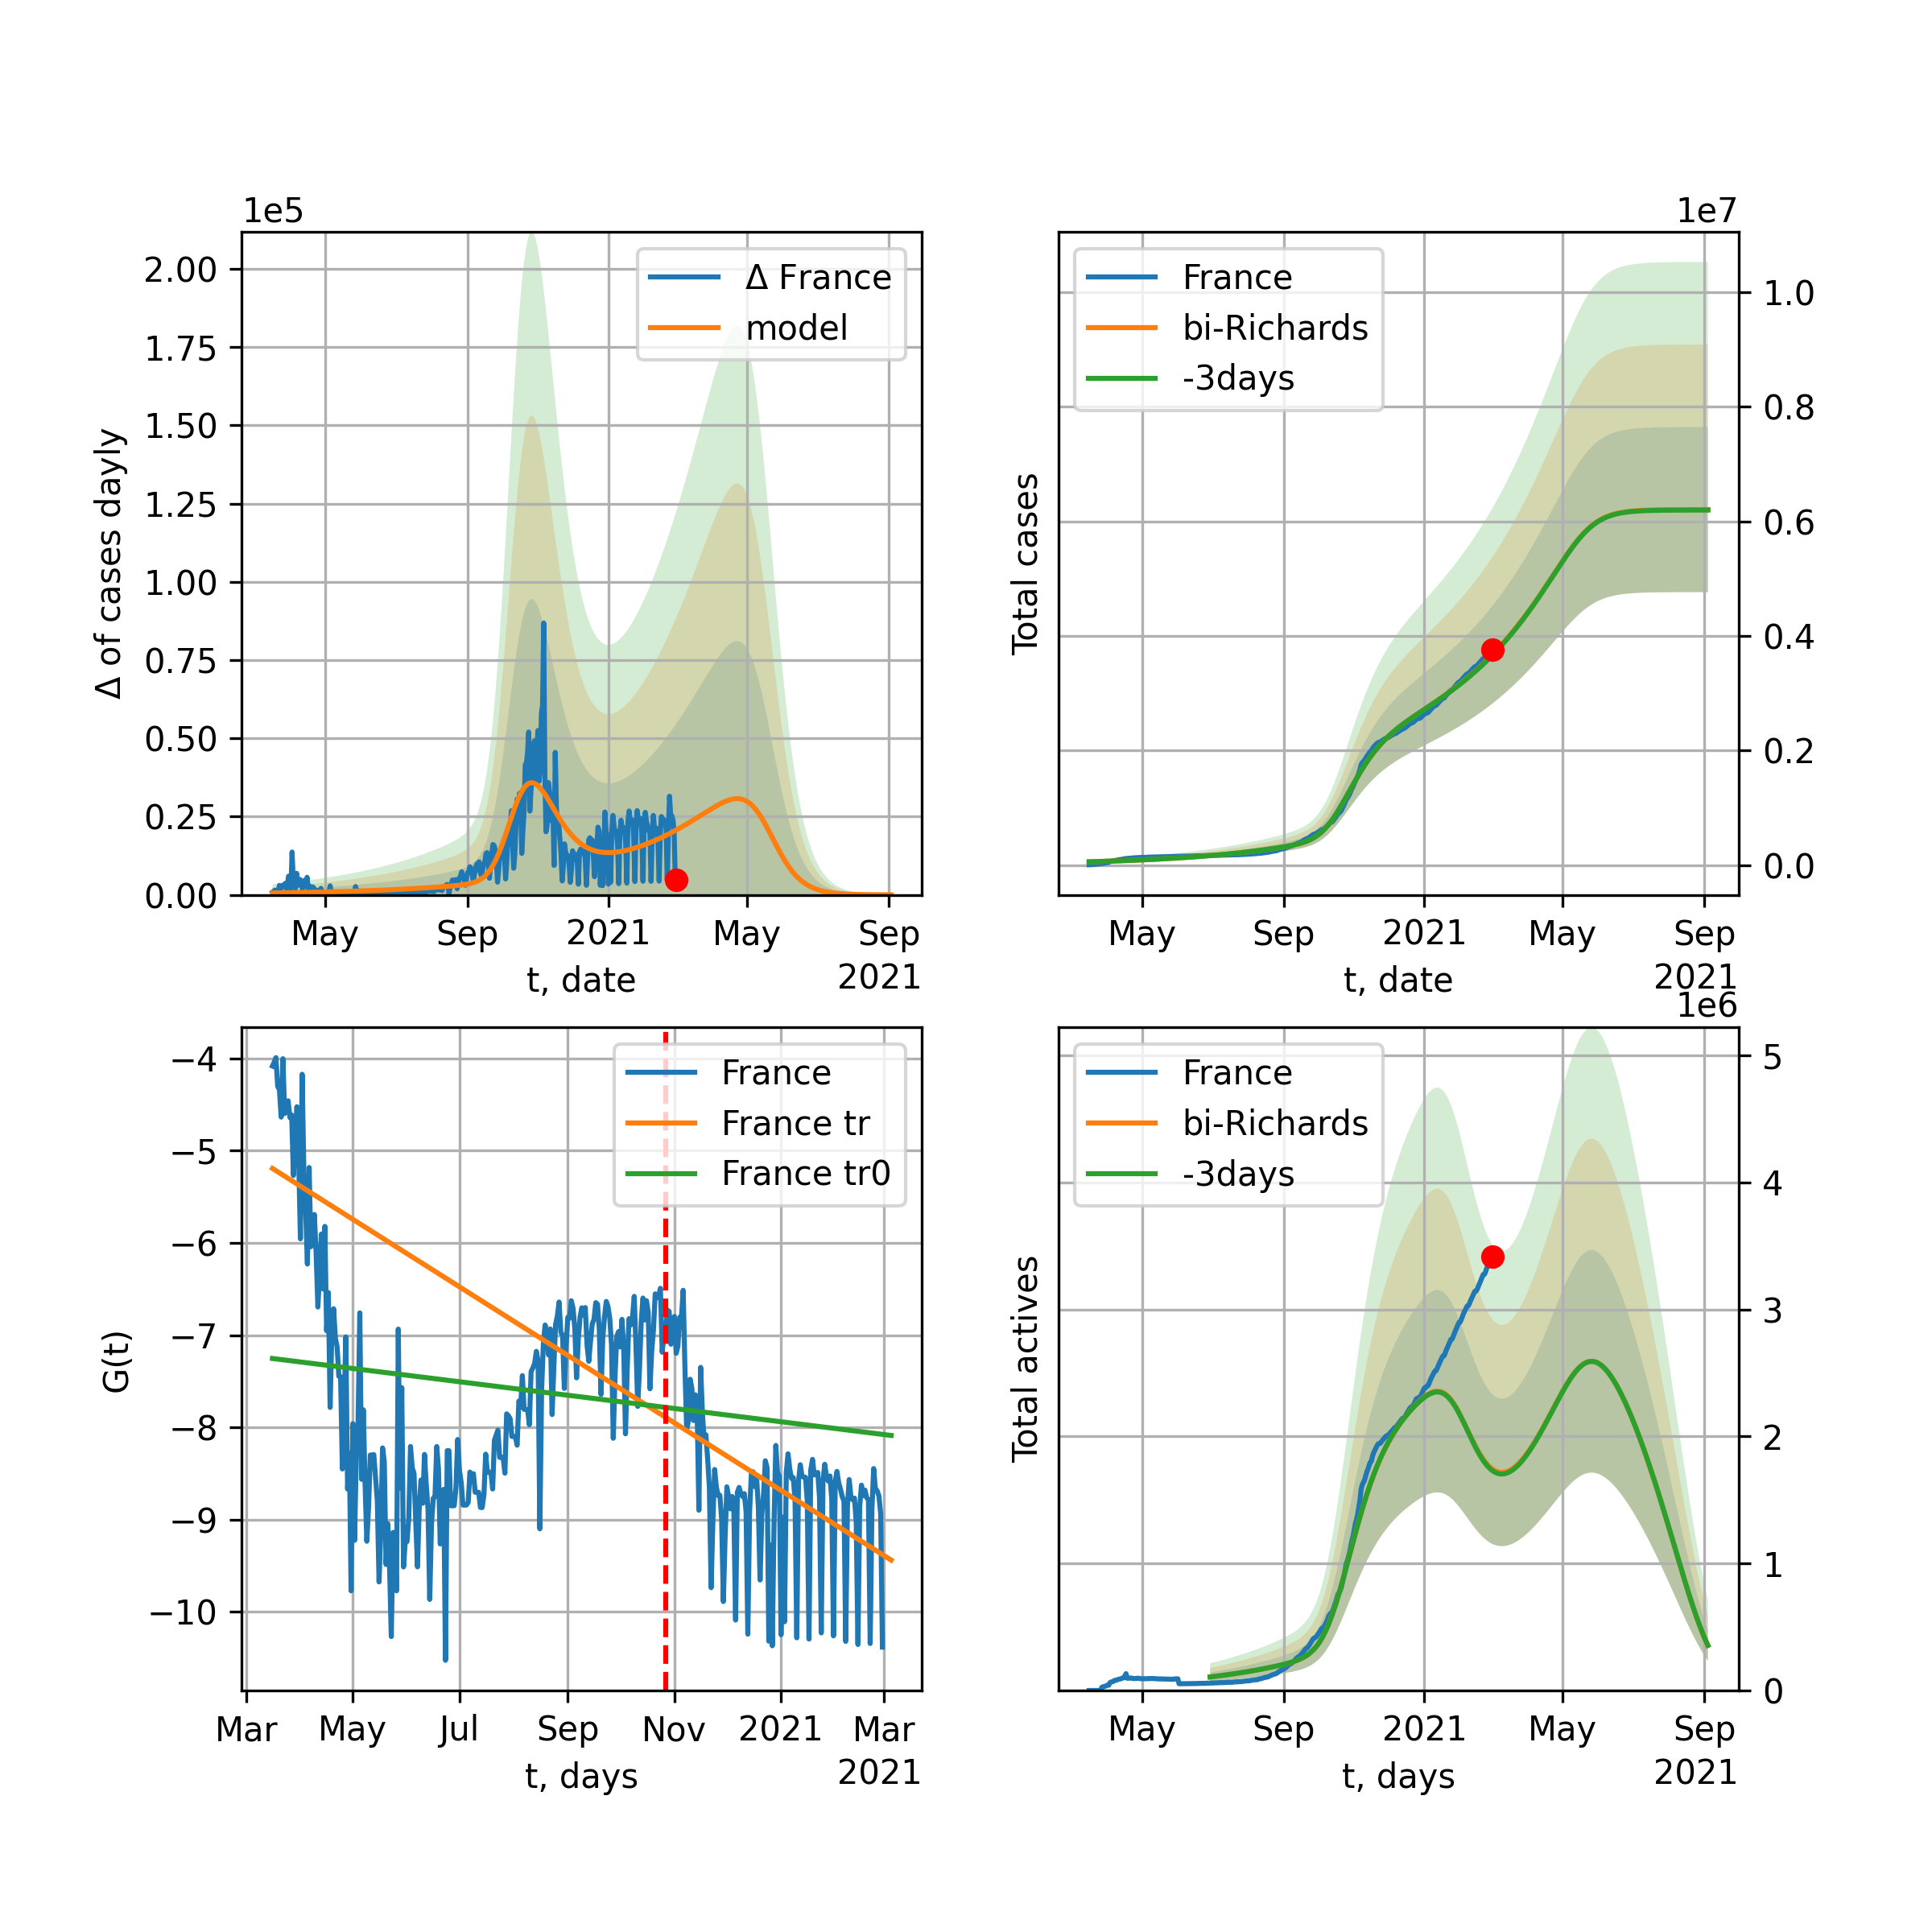 1e5
2.00
1.75
1.50
1.25
1.00
0.75
0.50
0.25
0.00
Δ of cases dayly
Δ France
model
May Sep 2021 May Sep
t, date
2021
1e7
1.0
0.8
0.6
0.4
0.2
0.0
Total cases
France
bi-Richards
-3days
May Sep 2021 May Sep
t, date
2021
−4
−5
−6
−7
−8
−9
−10
G(t)
France
France tr
France tr0
Mar May Jul Sep Nov 2021 Mar
t, days
2021
1e6
5
4
3
2
1
0
Total actives
France
bi-Richards
-3days
May Sep 2021 May Sep
t, days
2021